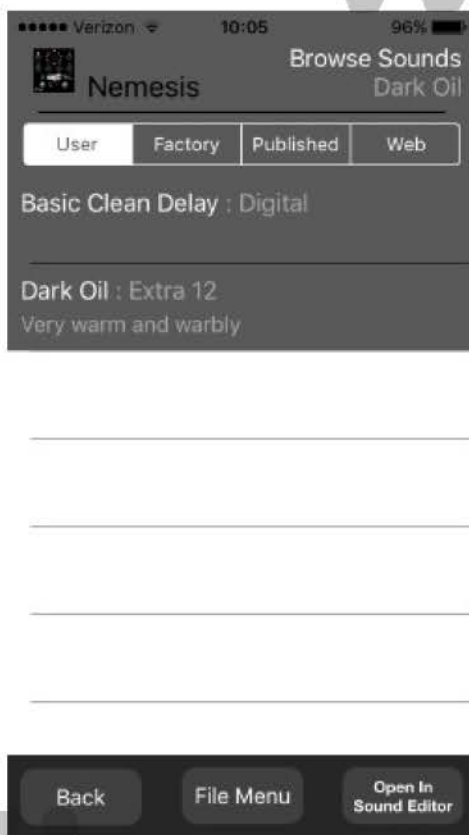 Verizon 10:05 96%
Browse Sounds
Nemesis Dark Oil
User Factory Published Web
Basic Clean Delay : Digital
Dark Oil : Extra 12
Very warm and warbly
Back File Menu Open In
Sound Editor